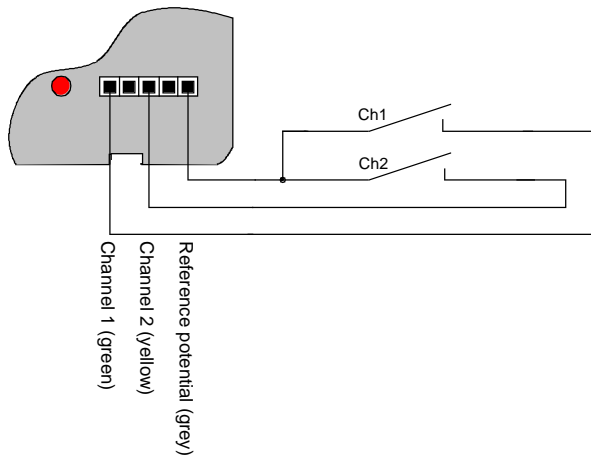 Ch1
Ch2
Channel 1 (green)
Channel 2 (yellow)
Reference potential (grey)